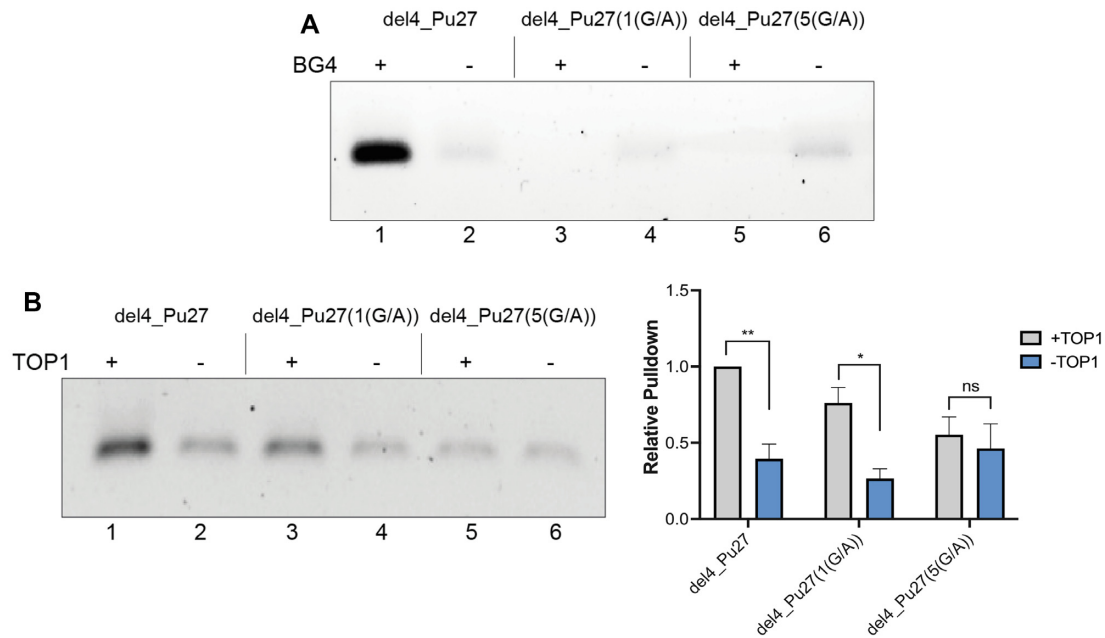 A
del4_Pu27 del4_Pu27(1(G/A)) del4_Pu27(5(G/A))
BG4 + - + - + -
1 2 3 4 5 6
B
del4_Pu27 del4_Pu27(1(G/A)) del4_Pu27(5(G/A))
TOP1 + - + - + -
1 2 3 4 5 6
Relative Pulldown
1.5
1.0
0.5
0.0
** * ns
del4_Pu27
del4_Pu27(1(G/A))
del4_Pu27(5(G/A))
+TOP1
-TOP1